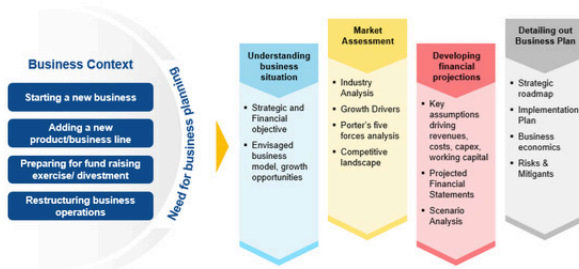 Business Context
Starting a new business
Adding a new
product/business line
Preparing for fund raising
exercise/ divestment
Restructuring business
operations
Need for business planning
Understanding
business
situation
• Strategic and
Financial
objective
• Envisaged
business
model, growth
opportunities
Market
Assessment
• Industry
Analysis
• Growth Drivers
• Porter's five
forces analysis
• Competitive
landscape
Developing
financial
projections
• Key
assumptions
driving
revenues,
costs, capex,
working capital
• Projected
Financial
Statements
• Scenario
Analysis
Detailing out
Business Plan
• Strategic
roadmap
• Implementation
Plan
• Business
economics
• Risks &
Mitigants